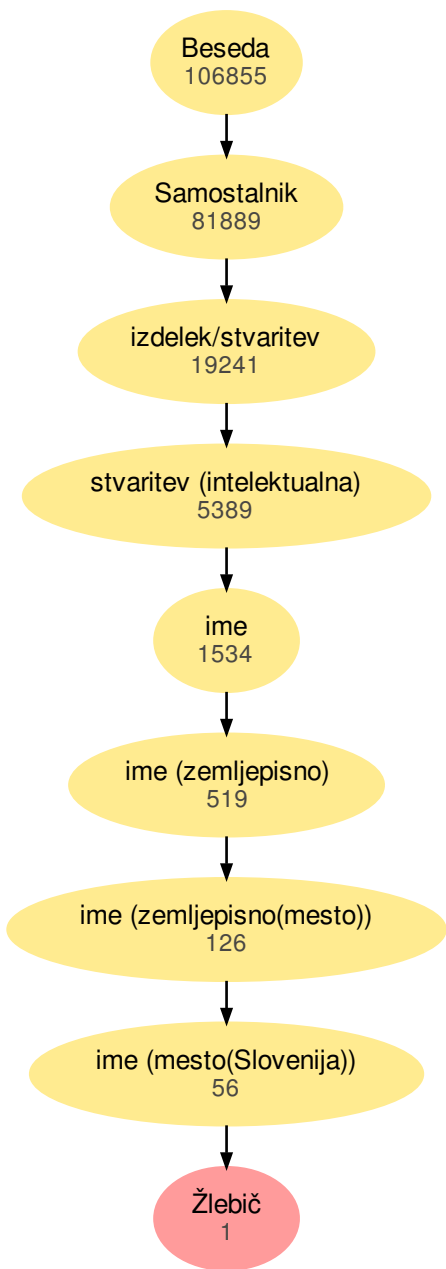 Beseda
106855
Samostalnik
81889
izdelek/stvaritev
19241
stvaritev (intelektualna)
5389
ime
1534
ime (zemljepisno)
519
ime (zemljepisno(mesto))
126
ime (mesto(Slovenija))
56
Žlebič
1